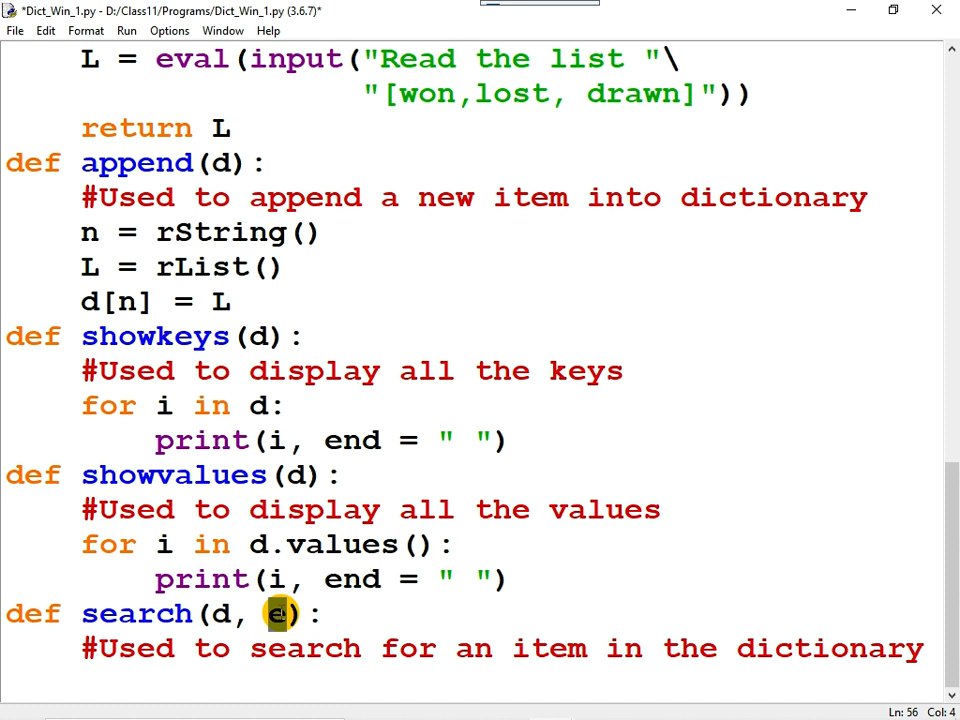 *Dict_Win_1.py - D:/Class11/Programs/Dict_Win_1.py (3.6.7)*
File Edit Format Run Options Window Help
    L = eval(input("Read the list "\
                   "[won,lost, drawn]"))
    return L
def append(d):
    #Used to append a new item into dictionary
    n = rString()
    L = rList()
    d[n] = L
def showkeys(d):
    #Used to display all the keys
    for i in d:
        print(i, end = " ")
def showvalues(d):
    #Used to display all the values
    for i in d.values():
        print(i, end = " ")
def search(d, e):
    #Used to search for an item in the dictionary
Ln: 56 Col: 4